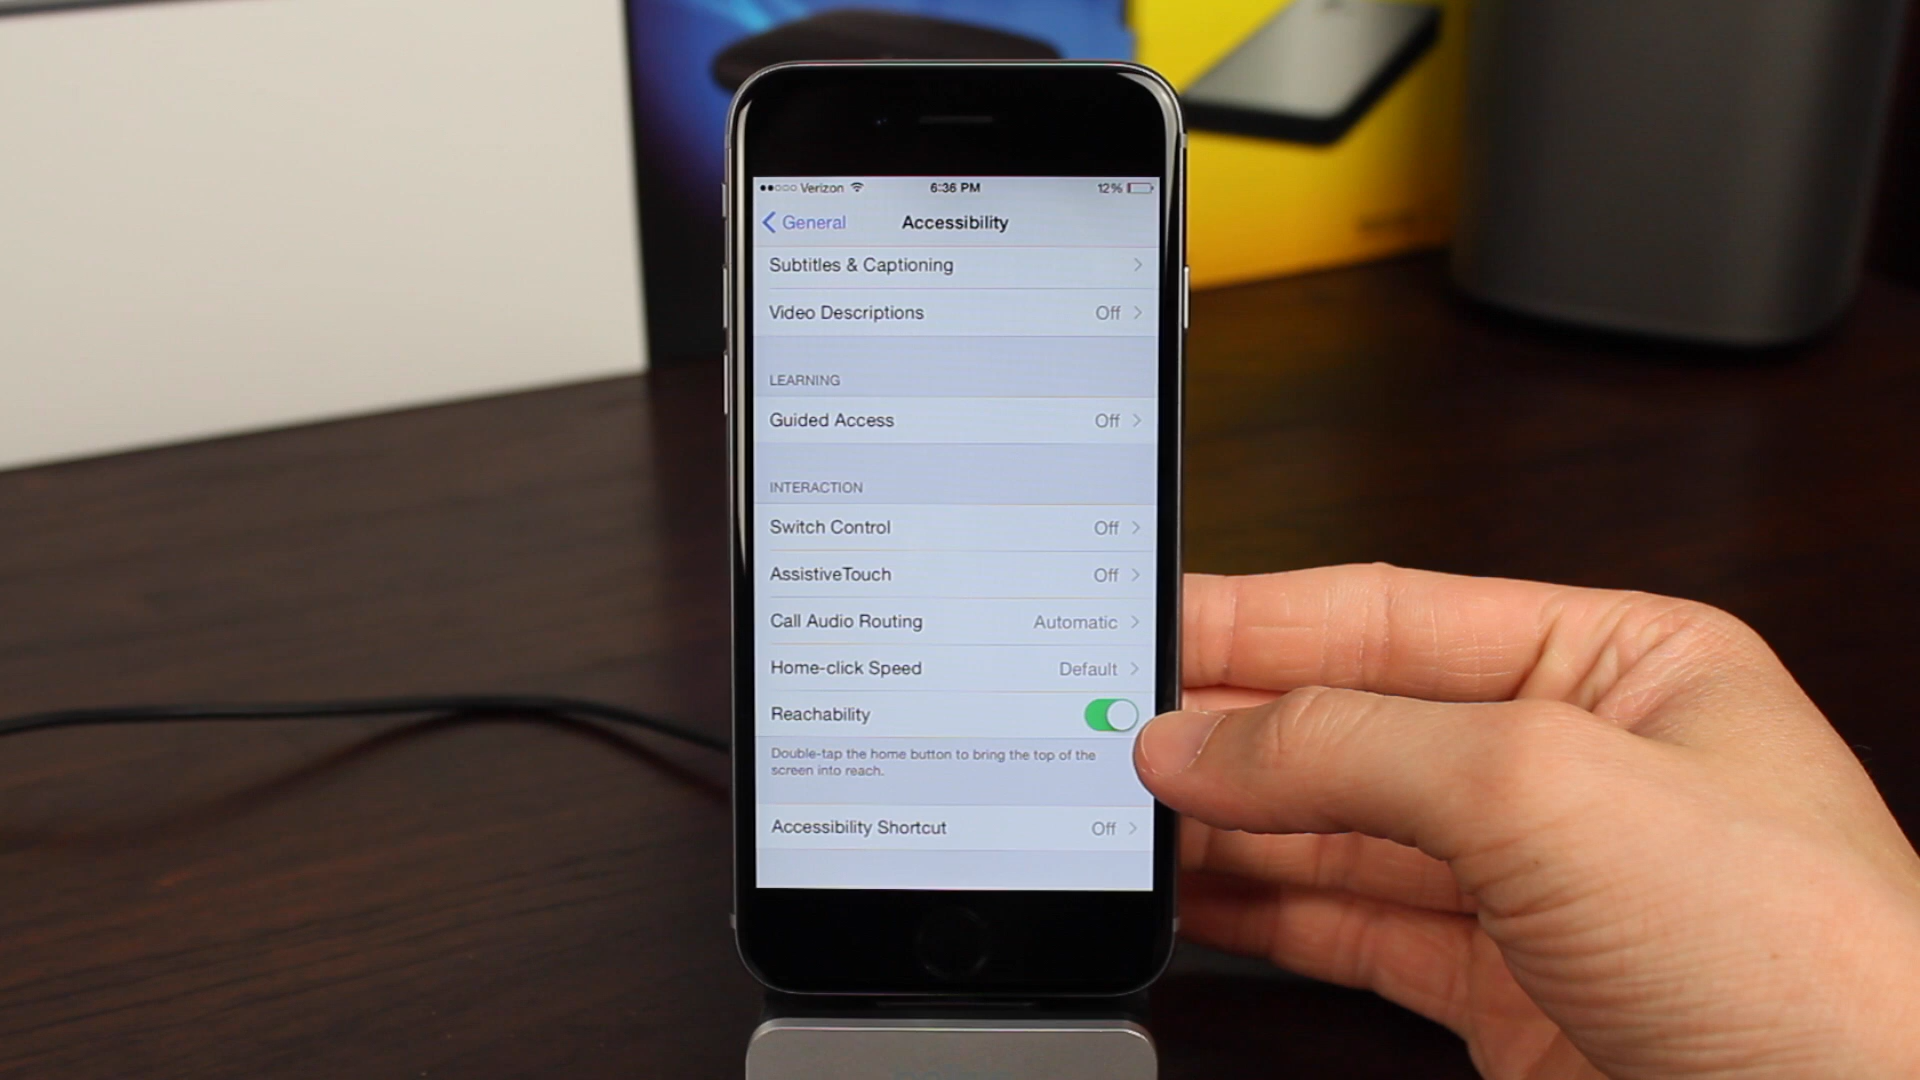 Verizon 6:36 PM 12%
General Accessibility
Subtitles & Captioning
Video Descriptions Off
LEARNING
Guided Access Off
INTERACTION
Switch Control Off
AssistiveTouch Off
Call Audio Routing Automatic
Home-click Speed Default
Reachability
Double-tap the home button to bring the top of the
screen into reach.
Accessibility Shortcut Off